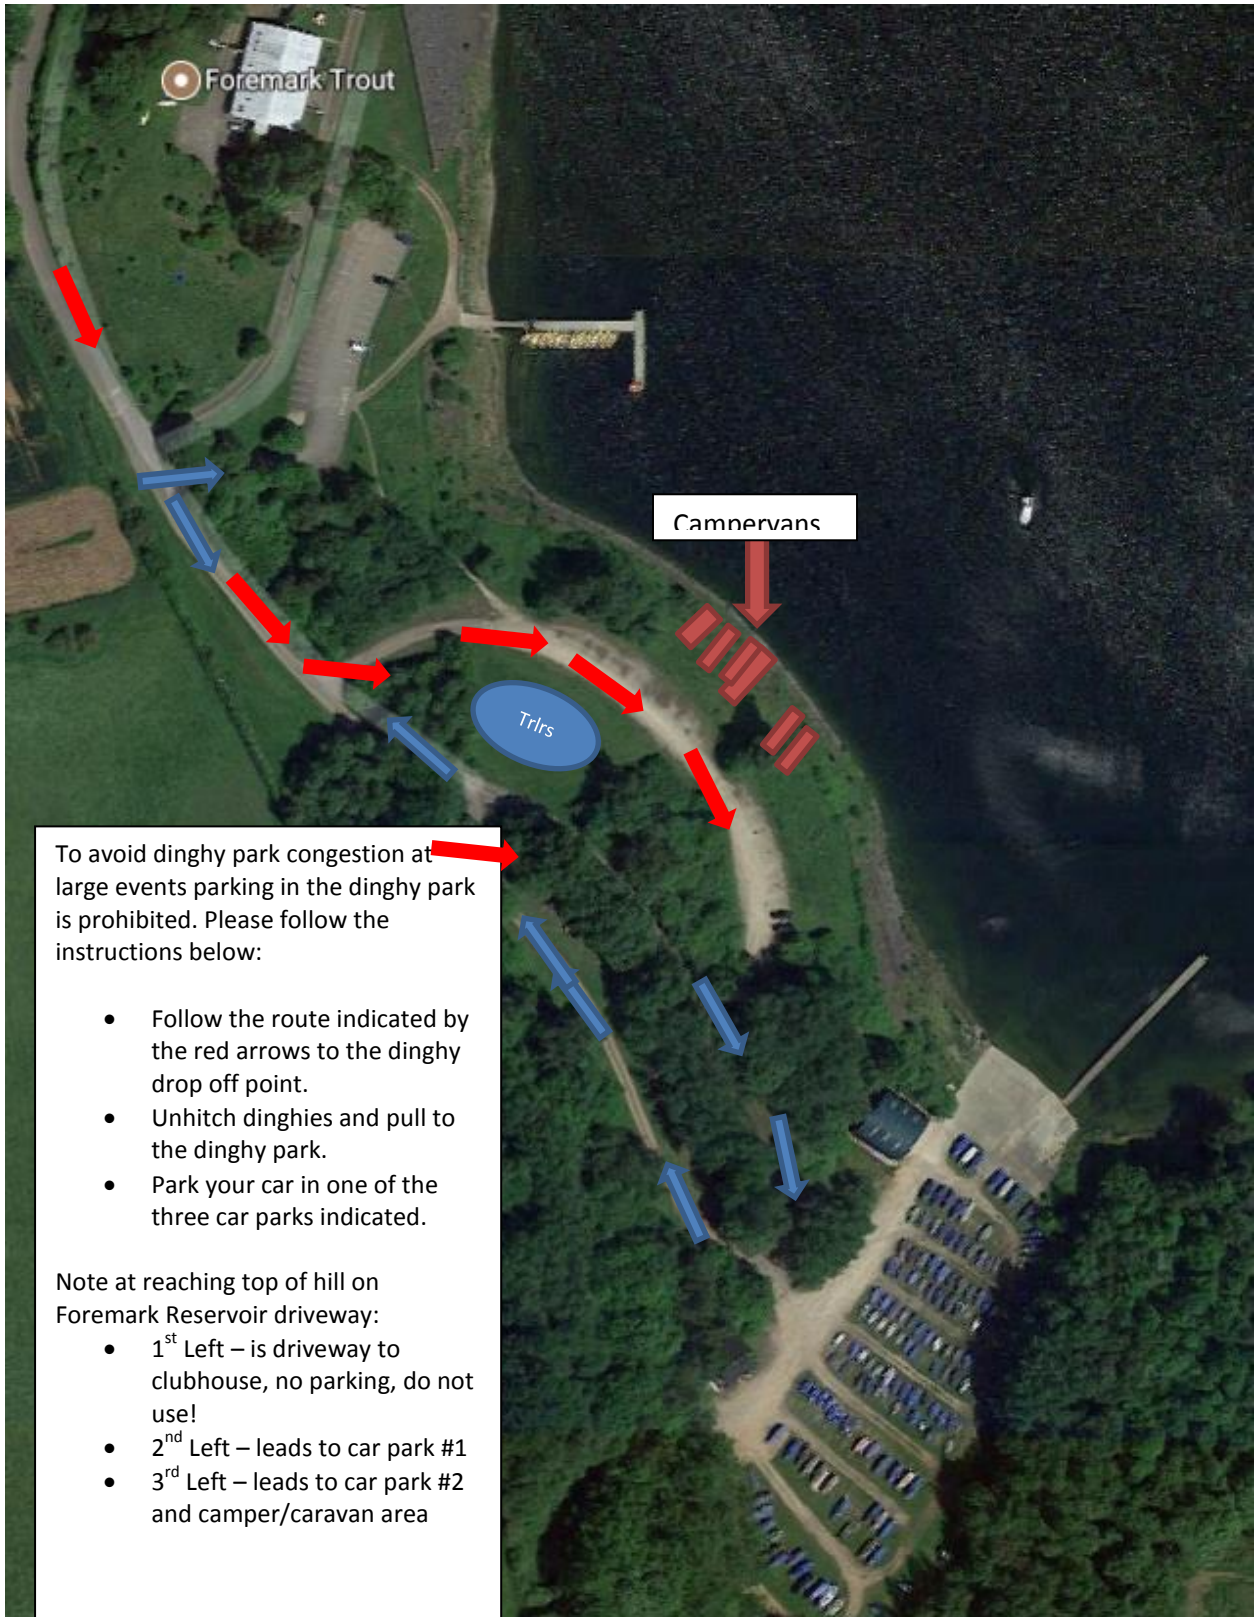 Foremark Trout
Campervans
Trlrs
To avoid dinghy park congestion at
large events parking in the dinghy park
is prohibited. Please follow the
instructions below:
• Follow the route indicated by
the red arrows to the dinghy
drop off point.
• Unhitch dinghies and pull to
the dinghy park.
• Park your car in one of the
three car parks indicated.
Note at reaching top of hill on
Foremark Reservoir driveway:
• 1st Left – is driveway to
clubhouse, no parking, do not
use!
• 2nd Left – leads to car park #1
• 3rd Left – leads to car park #2
and camper/caravan area